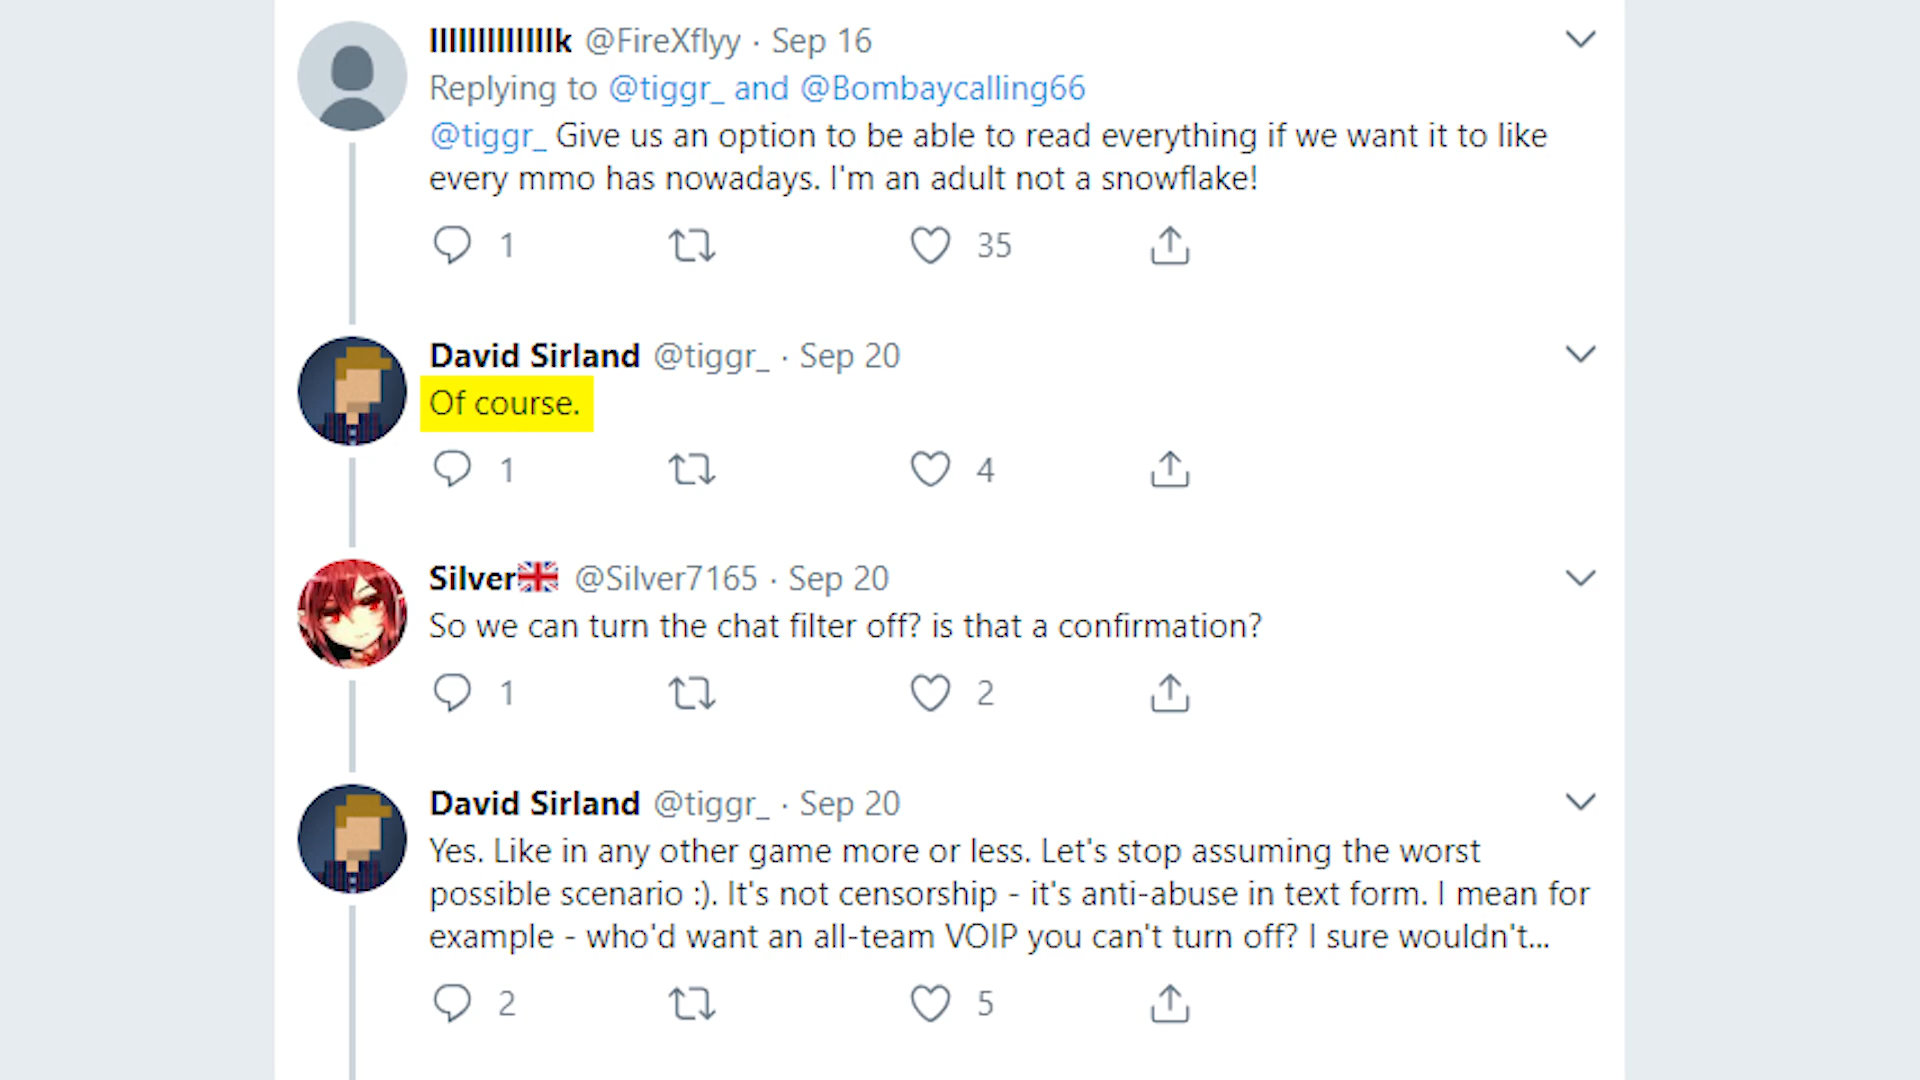 lllllllllllllk @FireXflyy · Sep 16
Replying to @tiggr_ and @Bombaycalling66
@tiggr_ Give us an option to be able to read everything if we want it to like
every mmo has nowadays. I'm an adult not a snowflake!
1 35
David Sirland @tiggr_ · Sep 20
Of course.
1 4
Silver🇬🇧 @Silver7165 · Sep 20
So we can turn the chat filter off? is that a confirmation?
1 2
David Sirland @tiggr_ · Sep 20
Yes. Like in any other game more or less. Let's stop assuming the worst
possible scenario :). It's not censorship - it's anti-abuse in text form. I mean for
example - who'd want an all-team VOIP you can't turn off? I sure wouldn't...
2 5